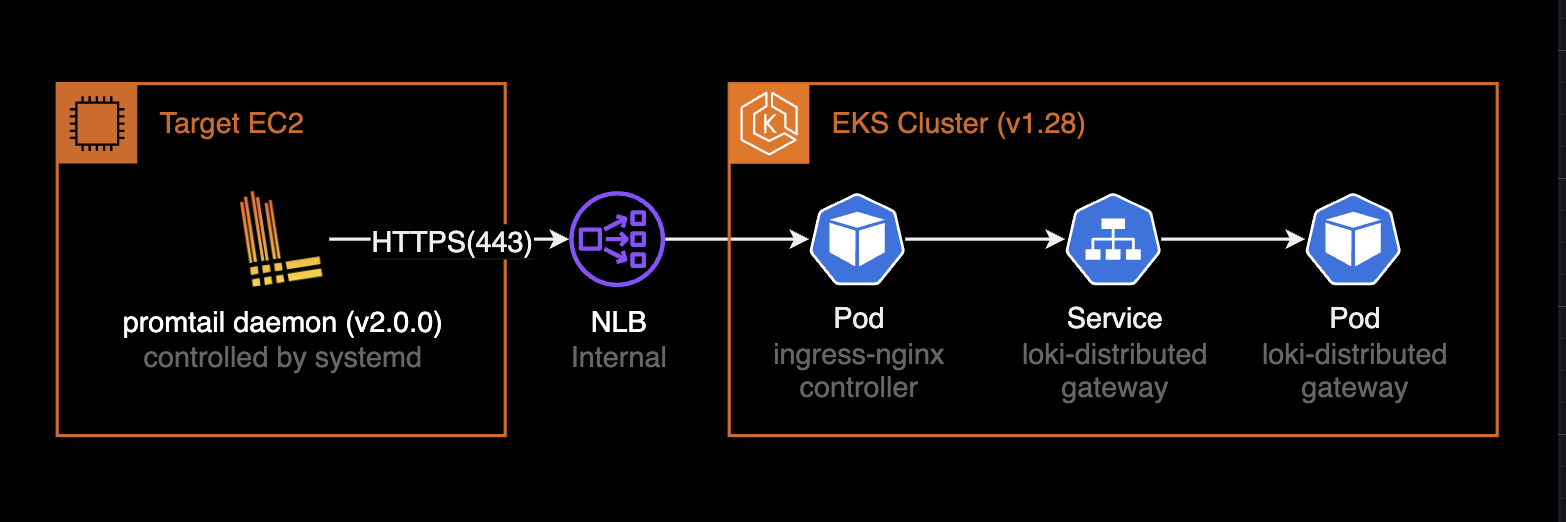 Target EC2
EKS Cluster (v1.28)
K
HTTPS(443)
promtail daemon (v2.0.0)
controlled by systemd
NLB
Internal
Pod
ingress-nginx
controller
Service
loki-distributed
gateway
Pod
loki-distributed
gateway